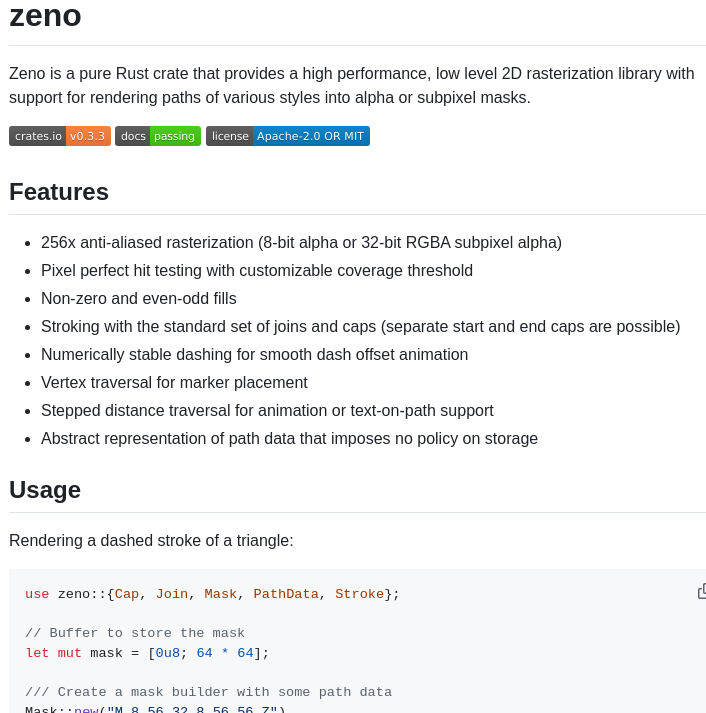 zeno
Zeno is a pure Rust crate that provides a high performance, low level 2D rasterization library with
support for rendering paths of various styles into alpha or subpixel masks.
crates.io v0.3.3 docs passing license Apache-2.0 OR MIT
Features
256x anti-aliased rasterization (8-bit alpha or 32-bit RGBA subpixel alpha)
Pixel perfect hit testing with customizable coverage threshold
Non-zero and even-odd fills
Stroking with the standard set of joins and caps (separate start and end caps are possible)
Numerically stable dashing for smooth dash offset animation
Vertex traversal for marker placement
Stepped distance traversal for animation or text-on-path support
Abstract representation of path data that imposes no policy on storage
Usage
Rendering a dashed stroke of a triangle:
use zeno::{Cap, Join, Mask, PathData, Stroke};
// Buffer to store the mask
let mut mask = [0u8; 64 * 64];
/// Create a mask builder with some path data
Mask::new("M 8,56 32,8 56,56 Z")